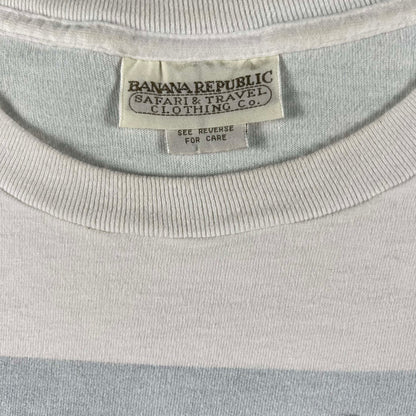 BANANA REPUBLIC
SAFARI & TRAVEL
CLOTHING Co.
SEE REVERSE
FOR CARE